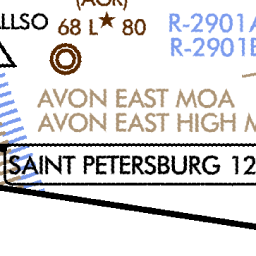 (AOR)
LLSO
68 L★ 80
R-2901A
R-2901E
AVON EAST MOA
AVON EAST HIGH M
SAINT PETERSBURG 12